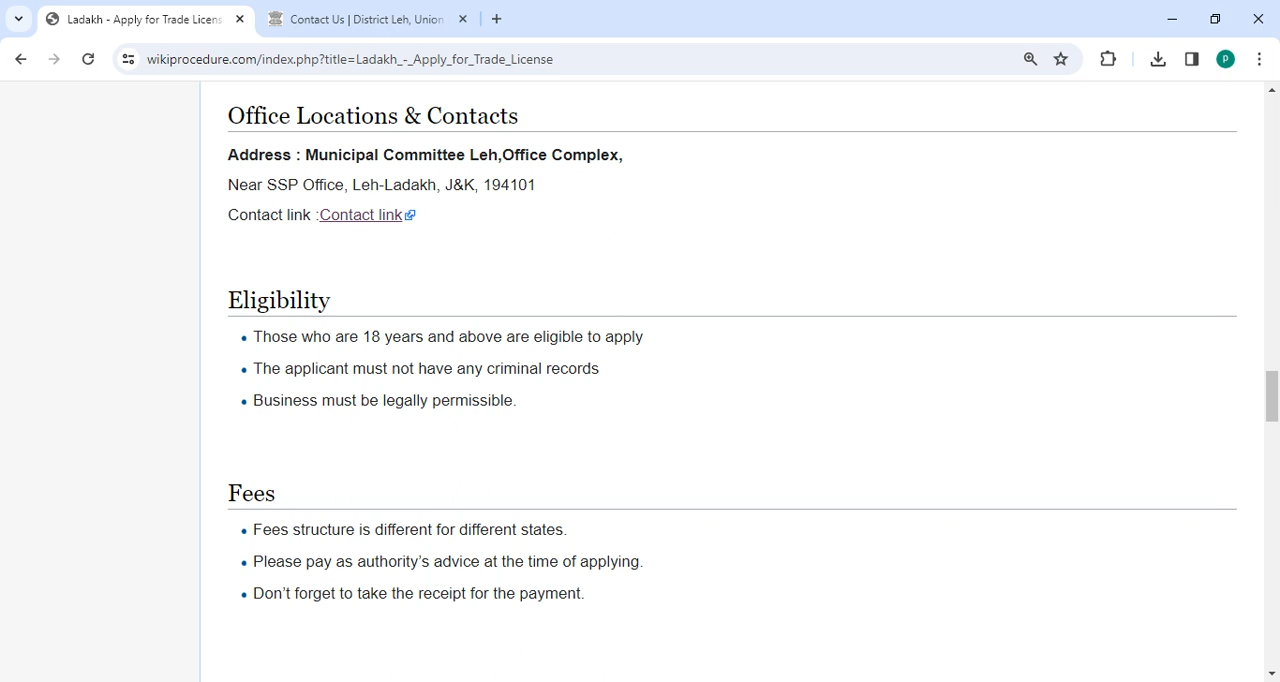 Ladakh - Apply for Trade Licens
Contact Us | District Leh, Union
wikiprocedure.com/index.php?title=Ladakh_-_Apply_for_Trade_License
P
Office Locations & Contacts
Address : Municipal Committee Leh,Office Complex,
Near SSP Office, Leh-Ladakh, J&K, 194101
Contact link :Contact link
Eligibility
Those who are 18 years and above are eligible to apply
The applicant must not have any criminal records
Business must be legally permissible.
Fees
Fees structure is different for different states.
Please pay as authority’s advice at the time of applying.
Don’t forget to take the receipt for the payment.